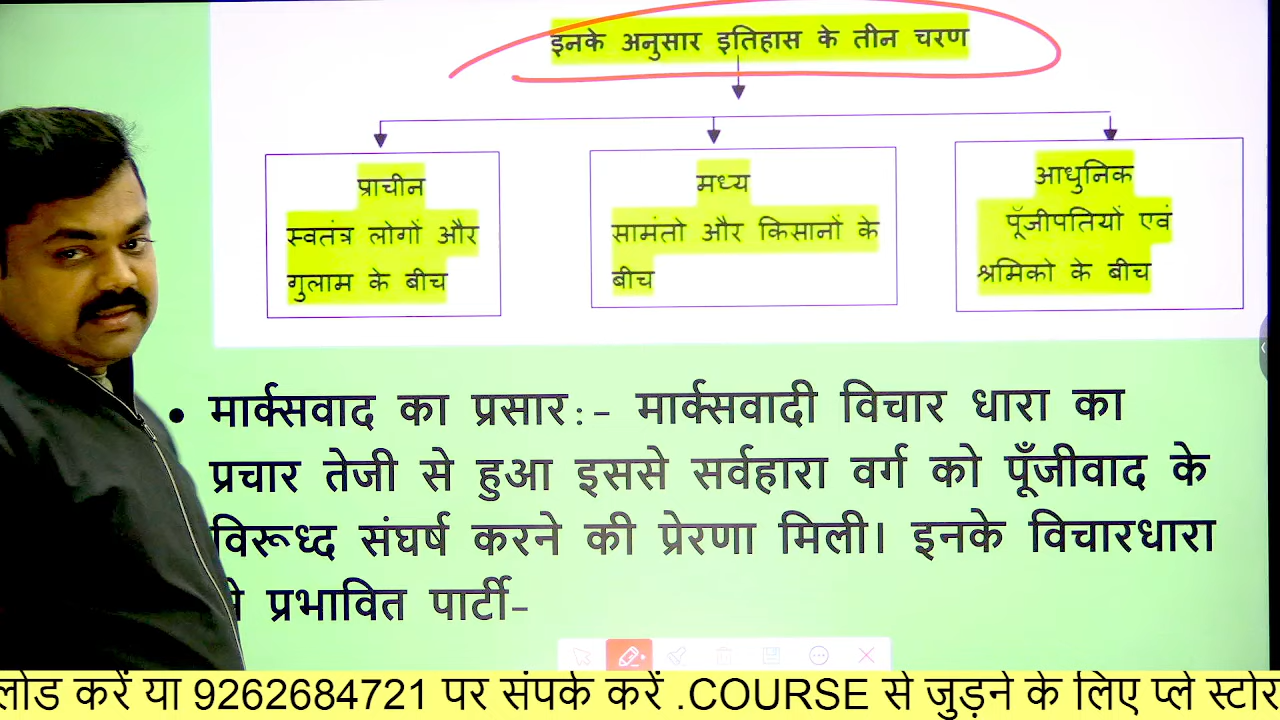 इनके अनुसार इतिहास के तीन चरण
प्राचीन
स्वतंत्र लोगों और
गुलाम के बीच
मध्य
सामंतो और किसानों के
बीच
आधुनिक
पूँजीपतियों एवं
श्रमिको के बीच
• मार्क्सवाद का प्रसार:- मार्क्सवादी विचार धारा का
प्रचार तेजी से हुआ इससे सर्वहारा वर्ग को पूँजीवाद के
विरूध्द संघर्ष करने की प्रेरणा मिली। इनके विचारधारा
प्रभावित पार्टी-
करें या 9262684721 पर संपर्क करें .COURSE से जुड़ने के लिए प्ले स्टोर